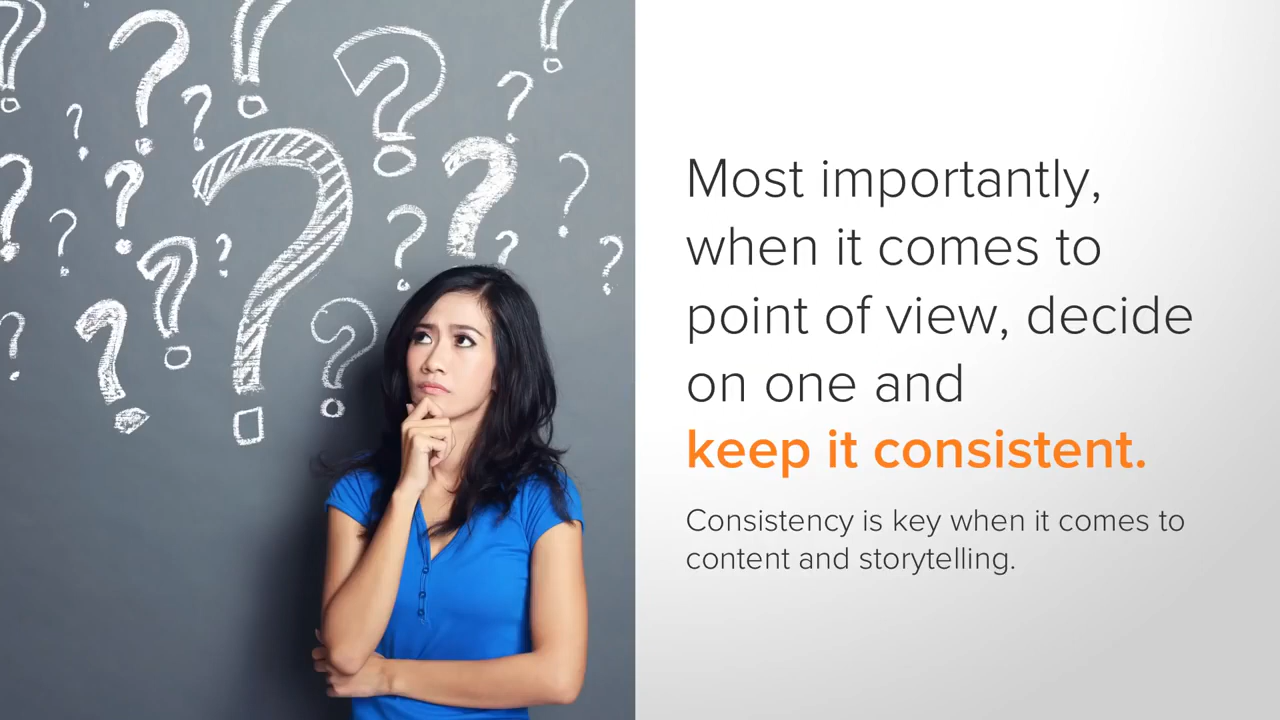 Most importantly,
when it comes to
point of view, decide
on one and
keep it consistent.
Consistency is key when it comes to
content and storytelling.